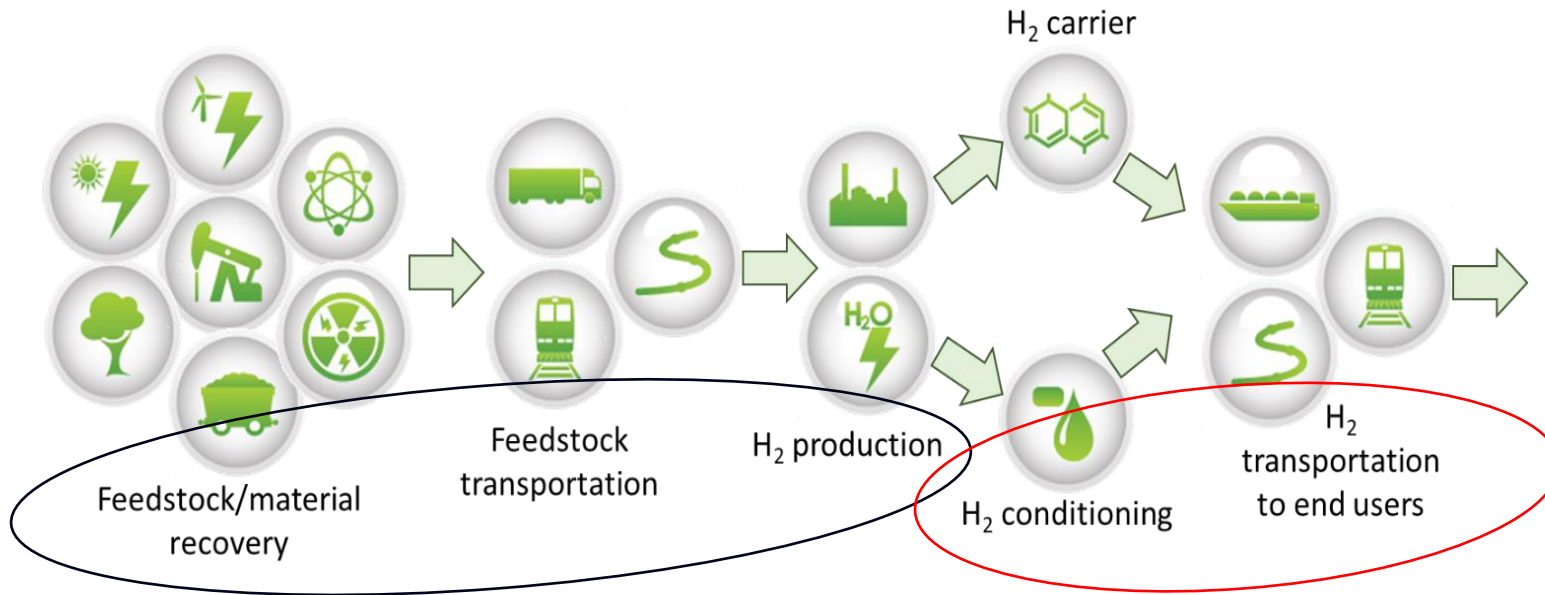 H₂ carrier
H₂O
Feedstock/material
recovery
Feedstock
transportation
H₂ production
H₂ conditioning
H₂
transportation
to end users